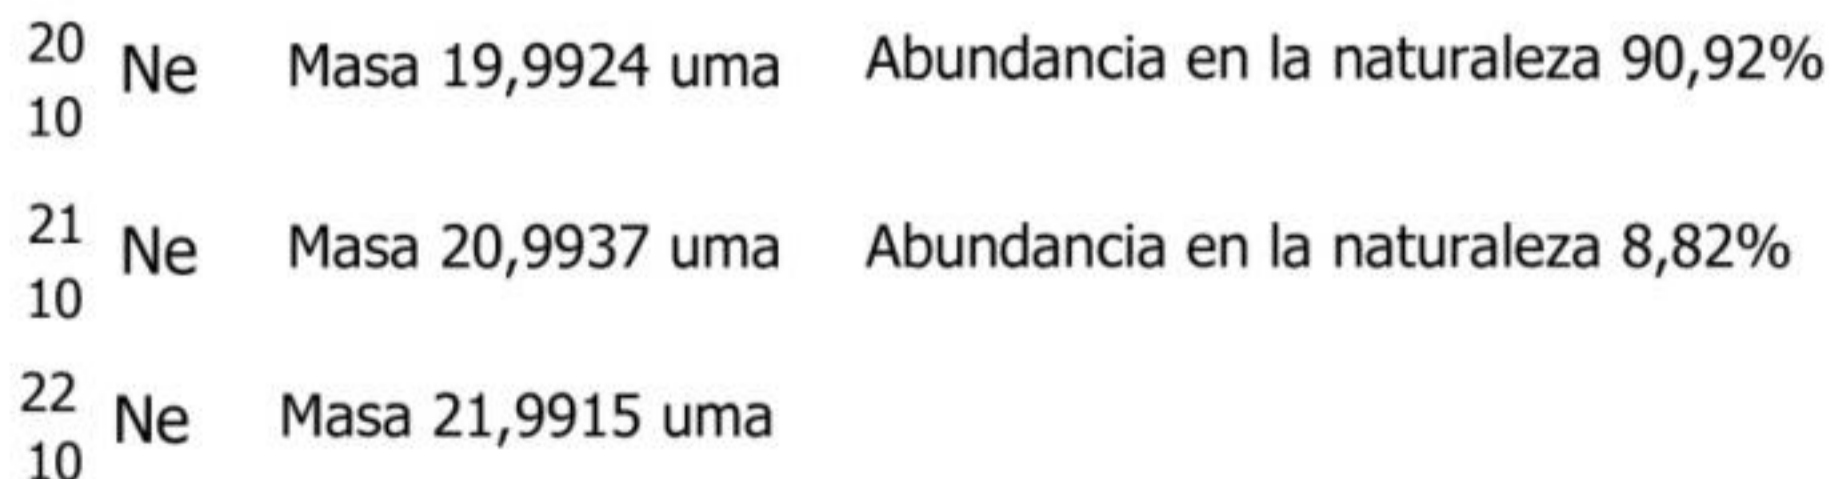 20
Ne Masa 19,9924 uma Abundancia en la naturaleza 90,92%
10
21
Ne Masa 20,9937 uma Abundancia en la naturaleza 8,82%
10
22
Ne Masa 21,9915 uma
10